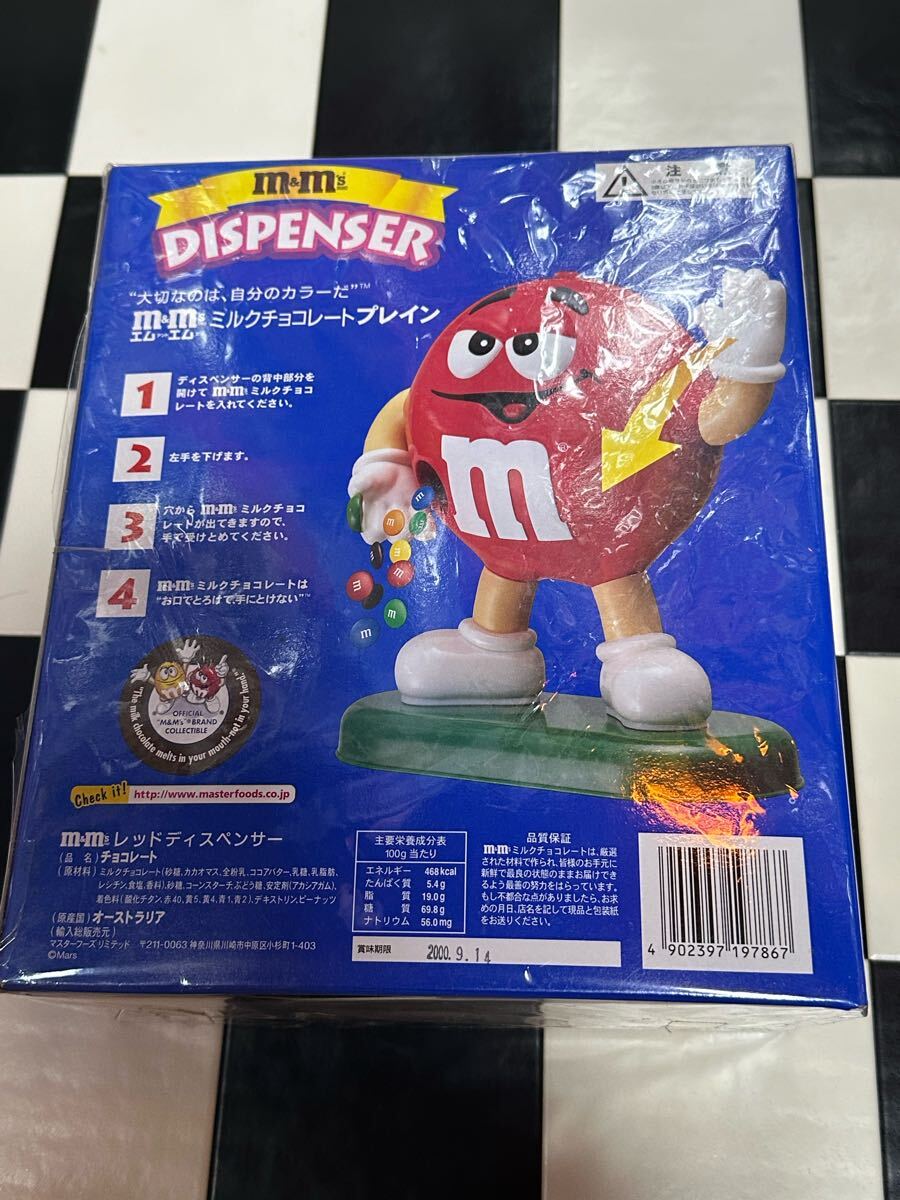 m&m's
DISPENSER
注
"大切なのは、自分のカラーだ"™
m&m's ミルクチョコレートプレイン
エムアンドエムズ
1
ディスペンサーの背中部分を
開けて m&m's ミルクチョコ
レートを入れてください。
2
左手を下げます。
3
穴から m&m's ミルクチョコ
レートが出てきますので、
手で受けとめてください。
4
m&m's ミルクチョコレートは
"お口でとろけて、手にとけない"™
m
OFFICIAL
"M&M's"® BRAND
COLLECTIBLE
"The milk chocolate melts in your mouth-not in your hand."
Check it! http://www.masterfoods.co.jp
m&m's レッドディスペンサー
(品 名) チョコレート
(原材料) ミルクチョコレート(砂糖、カカオマス、全粉乳、ココアバター、乳糖、乳脂肪、
レシチン、食塩、香料)、砂糖、コーンスターチ、ぶどう糖、安定剤(アカシアガム)、
着色料(酸化チタン、赤40、黄5、黄4、青1、青2)、デキストリン、ピーナッツ
(原産国) オーストラリア
(輸入総販売元)
マスターフーズ リミテッド 〒211-0063 神奈川県川崎市中原区小杉町1-403
©Mars
主要栄養成分表
100g当たり
エネルギー 468kcal
たんぱく質 5.4g
脂質 19.0g
糖質 69.8g
ナトリウム 56.0mg
品質保証
m&m's ミルクチョコレートは、厳選
された材料で作られ、皆様のお手元に
新鮮で最良の状態のままお届けでき
るよう最善の努力をはらっています。
もし不都合な点がありましたら、お求
めの月日、店名を記して現品と包装紙
をお送りください。
賞味期限 2000.9.14
4 902397 197867